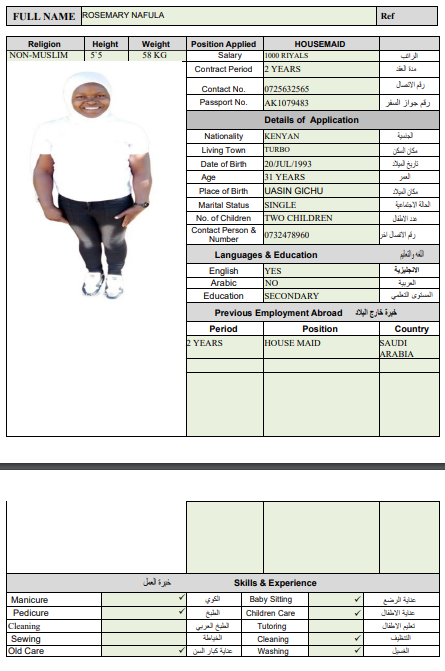 FULL NAME ROSEMARY NAFULA Ref
Religion Height Weight Position Applied HOUSEMAID
NON-MUSLIM 5`5 58 KG Salary 1000 RIYALS الراتب
Contract Period 2 YEARS مدة العقد
Contact No. 0725632565 رقم الاتصال
Passport No. AK1079483 رقم جواز السفر
Details of Application
Nationality KENYAN الجنسية
Living Town TURBO مكان السكن
Date of Birth 20/JUL/1993 تاريخ الميلاد
Age 31 YEARS العمر
Place of Birth UASIN GICHU مكان الميلاد
Marital Status SINGLE الحالة الاجتماعية
No. of Children TWO CHILDREN عدد الاطفال
Contact Person & Number 0732478960 رقم الاتصال اخر
Languages & Education اللغه والتعليم
English YES الانجليزية
Arabic NO العربية
Education SECONDARY المستوى التعلمي
Previous Employment Abroad خبرة خارج البلاد
Period Position Country
2 YEARS HOUSE MAID SAUDI
ARABIA
خبرة العمل Skills & Experience
Manicure ✓ الكوي Baby Sitting ✓ عناية الرضع
Pedicure ✓ الطبخ Children Care ✓ عناية الاطفال
Cleaning الطبخ العربي Tutoring تعليم الاطفال
Sewing الخياطة Cleaning ✓ التنظيف
Old Care ✓ عناية كبار السن Washing ✓ الغسيل